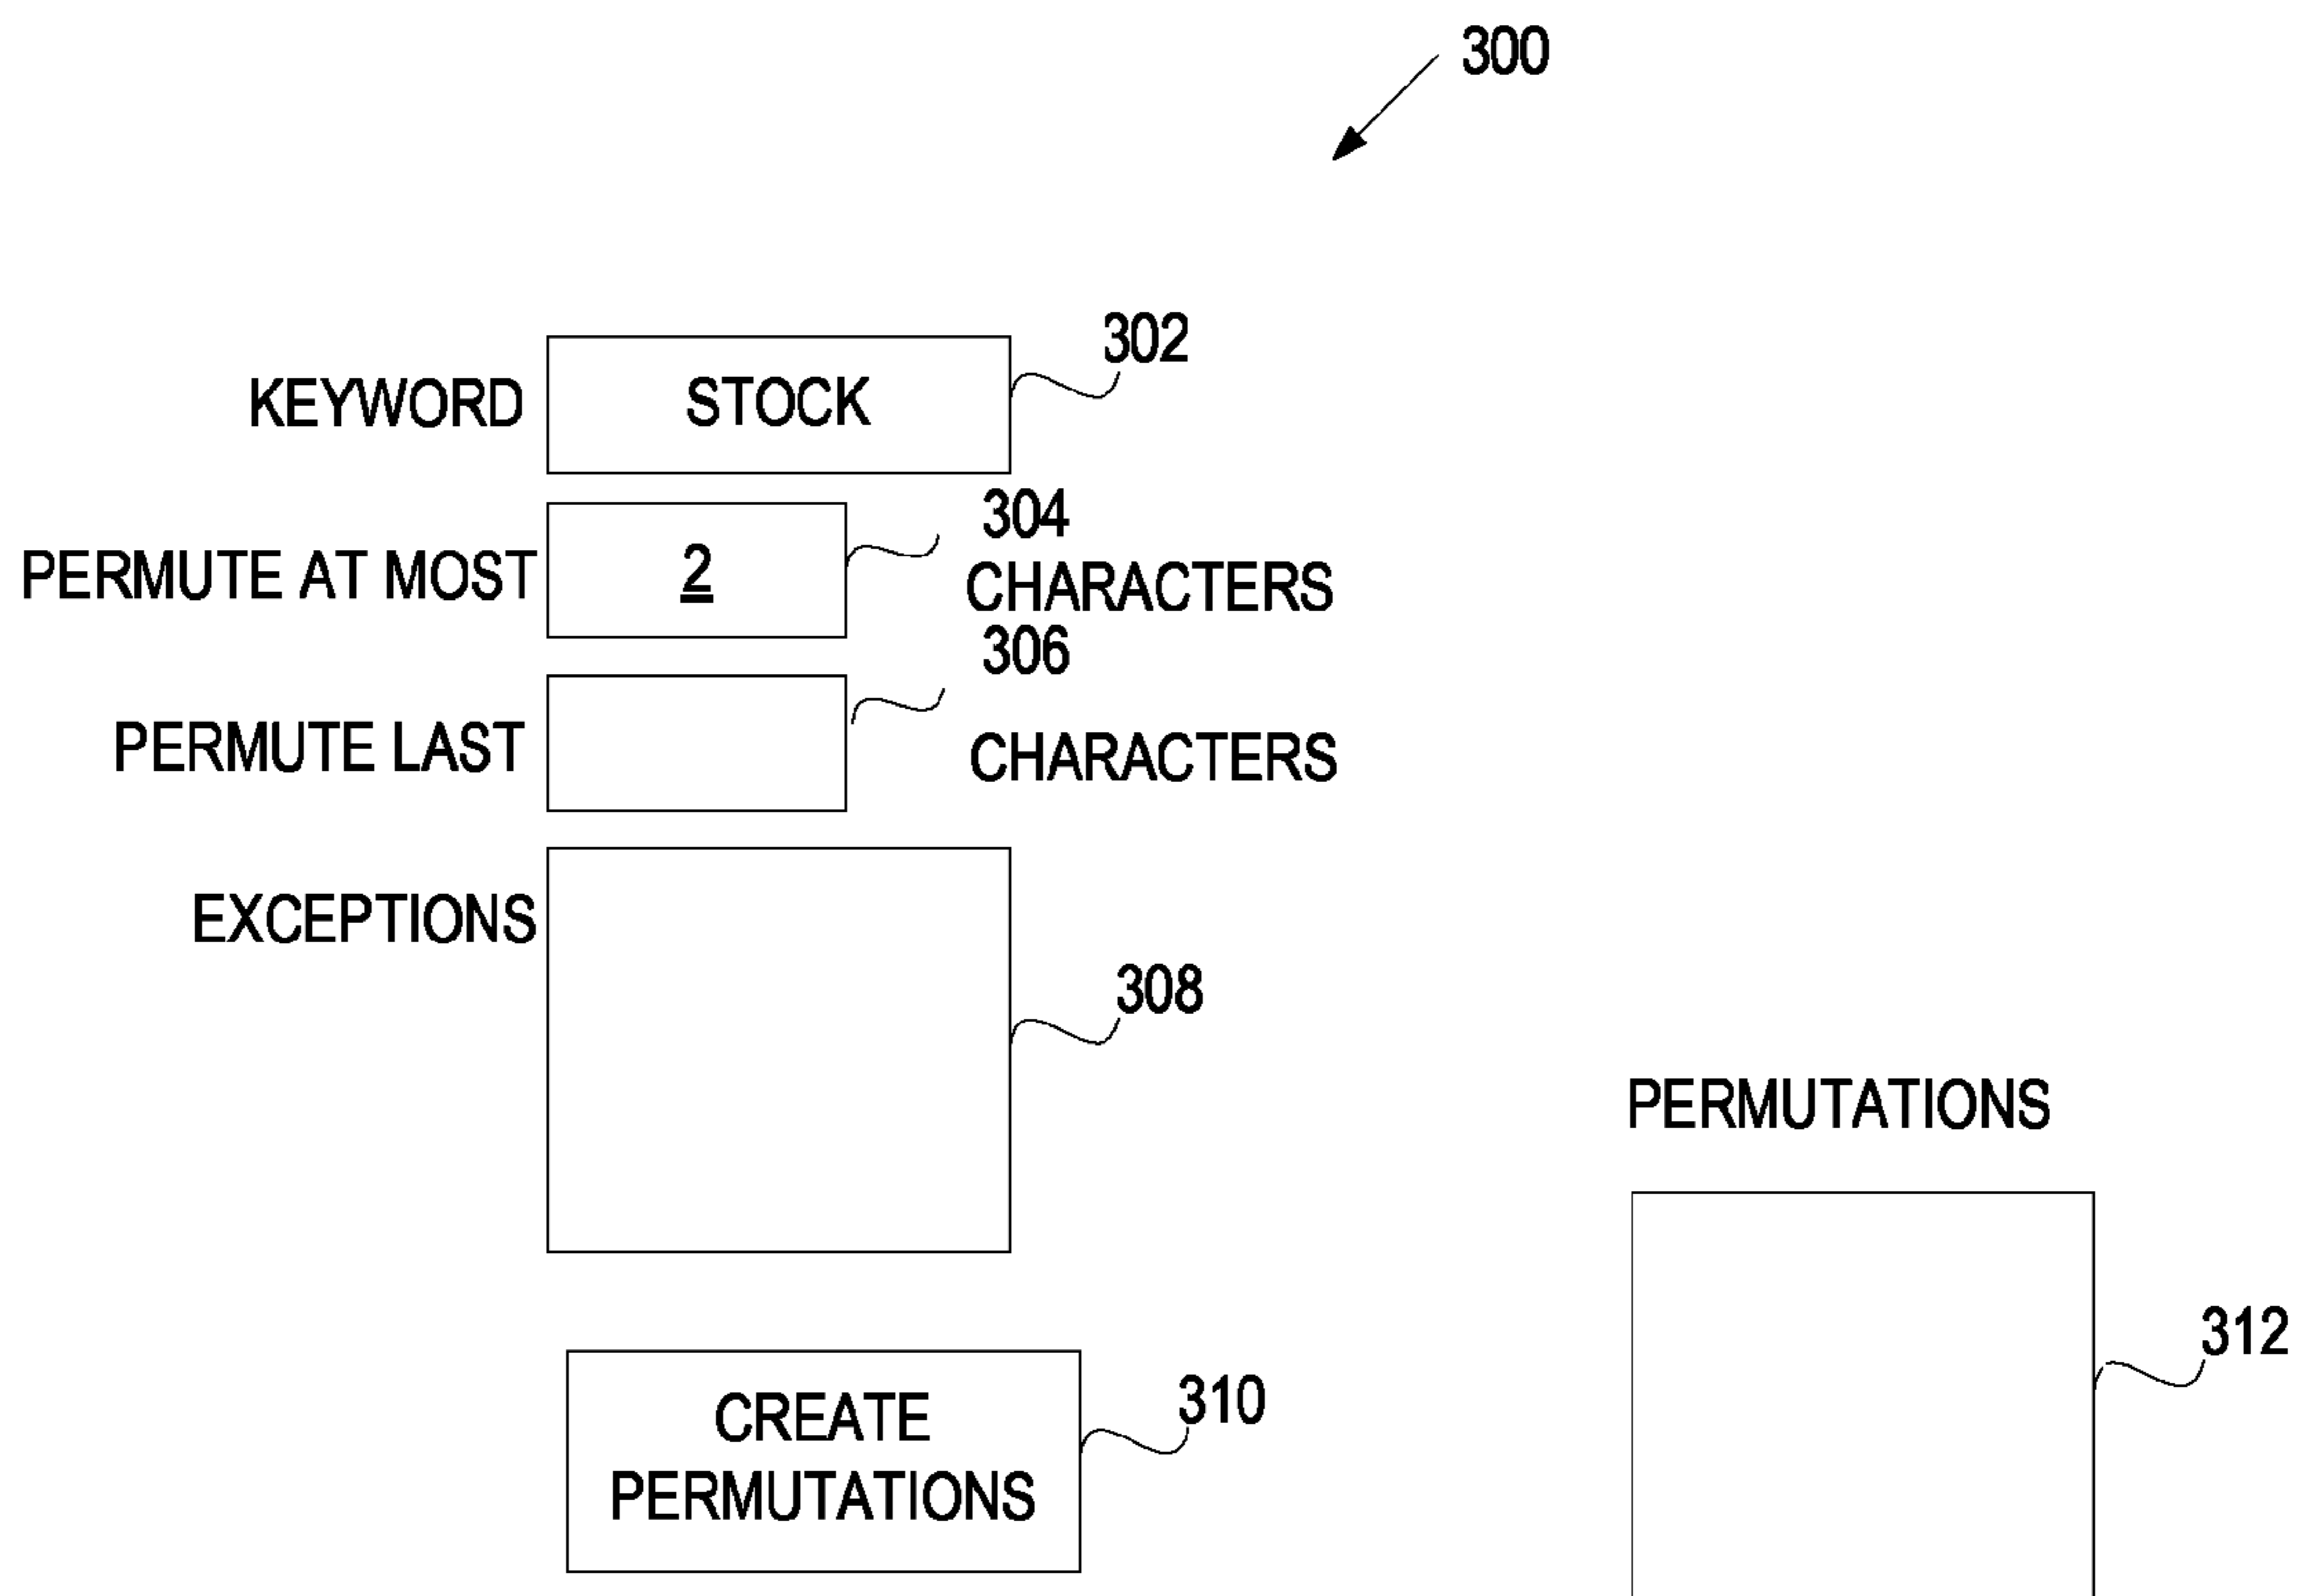 300
302
KEYWORD STOCK
304
PERMUTE AT MOST 2 CHARACTERS
306
PERMUTE LAST CHARACTERS
EXCEPTIONS
308
PERMUTATIONS
312
310
CREATE
PERMUTATIONS